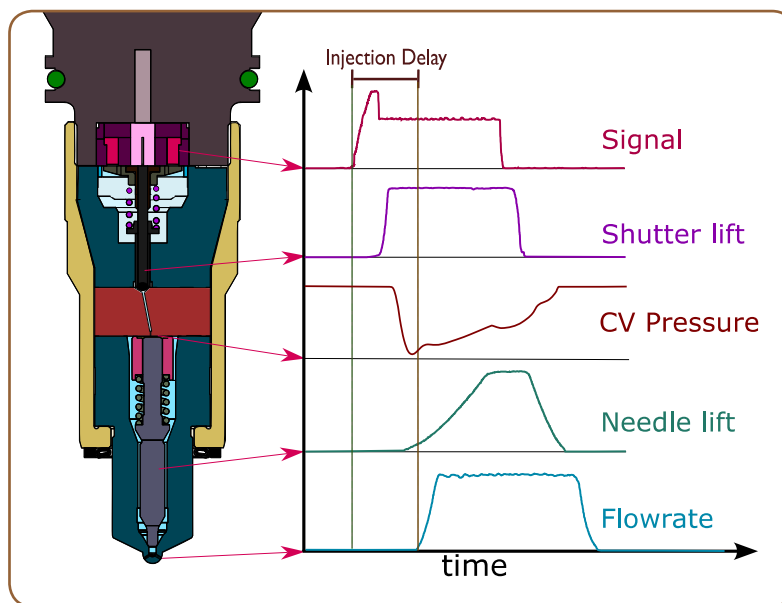 Injection Delay
Signal
Shutter lift
CV Pressure
Needle lift
Flowrate
time